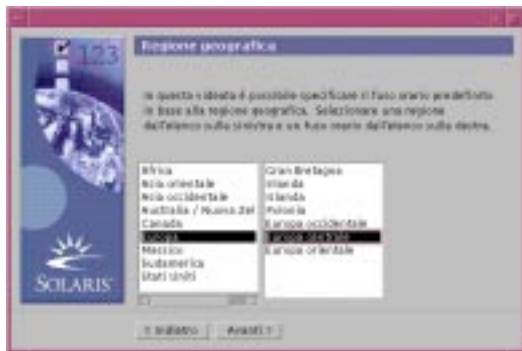 123
Regione geografica
In questa videata è possibile specificare il fuso orario predefinito
in base alla regione geografica. Selezionare una regione
dall'elenco sulla sinistra e un fuso orario dall'elenco sulla destra.
Africa
Asia orientale
Asia occidentale
Australia / Nuova Zel
Canada
Europa
Messico
Sudamerica
Stati Uniti
Gran Bretagna
Irlanda
Islanda
Polonia
Europa occidentale
Europa centrale
Europa orientale
SOLARIS
< Indietro
Avanti >